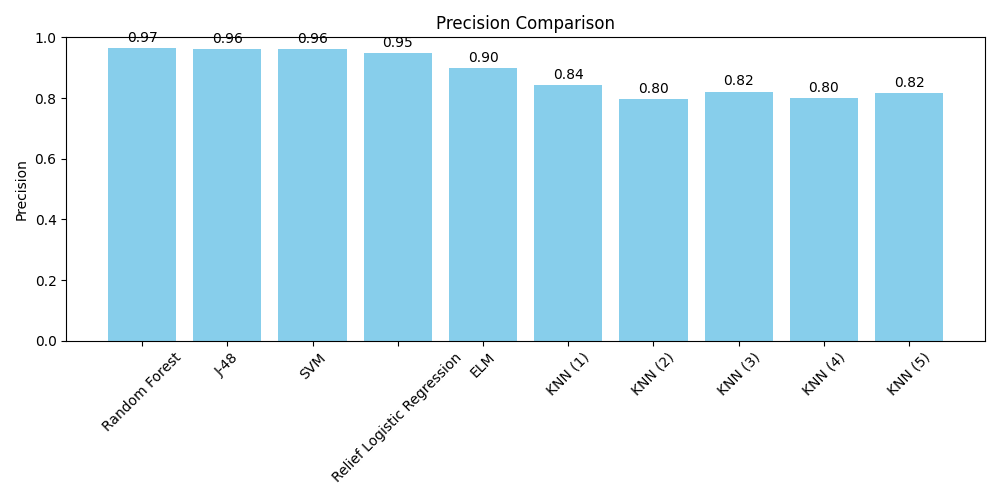 Precision Comparison
Precision
1.0
0.8
0.6
0.4
0.2
0.0
0.97
0.96
0.96
0.95
0.90
0.84
0.80
0.82
0.80
0.82
Random Forest
J-48
SVM
Relief Logistic Regression
ELM
KNN (1)
KNN (2)
KNN (3)
KNN (4)
KNN (5)